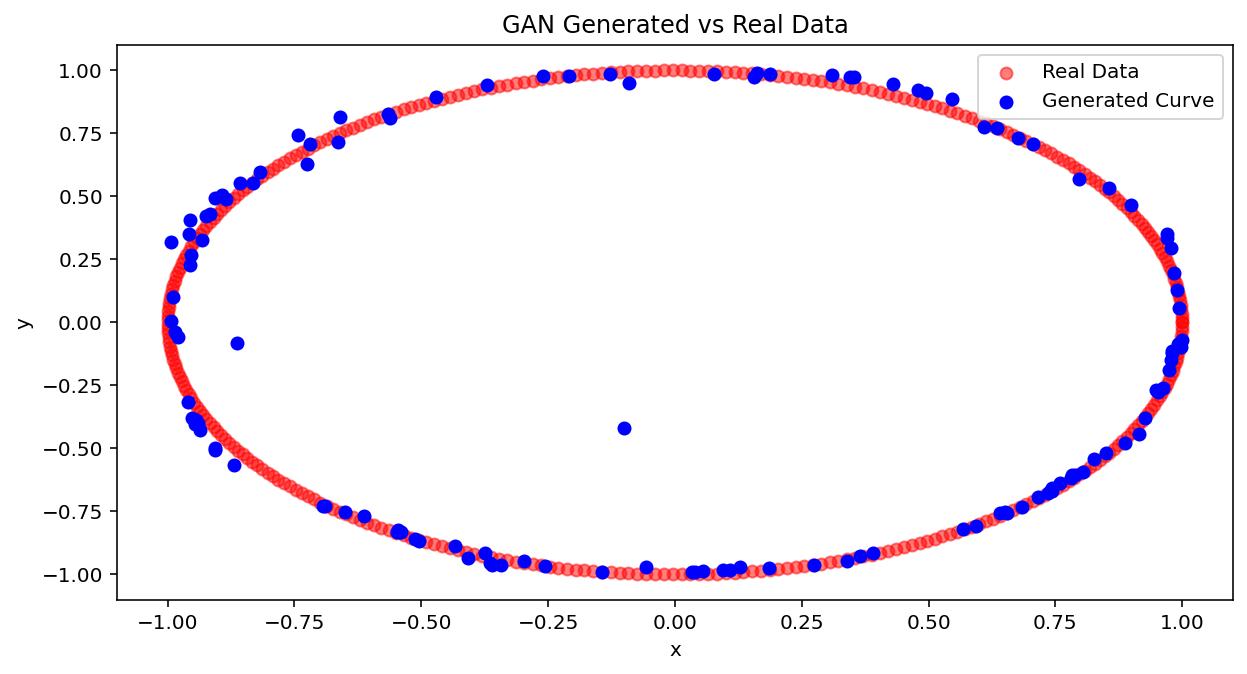 GAN Generated vs Real Data
Real Data
Generated Curve
1.00
0.75
0.50
0.25
0.00
−0.25
−0.50
−0.75
−1.00
y
−1.00 −0.75 −0.50 −0.25 0.00 0.25 0.50 0.75 1.00
x